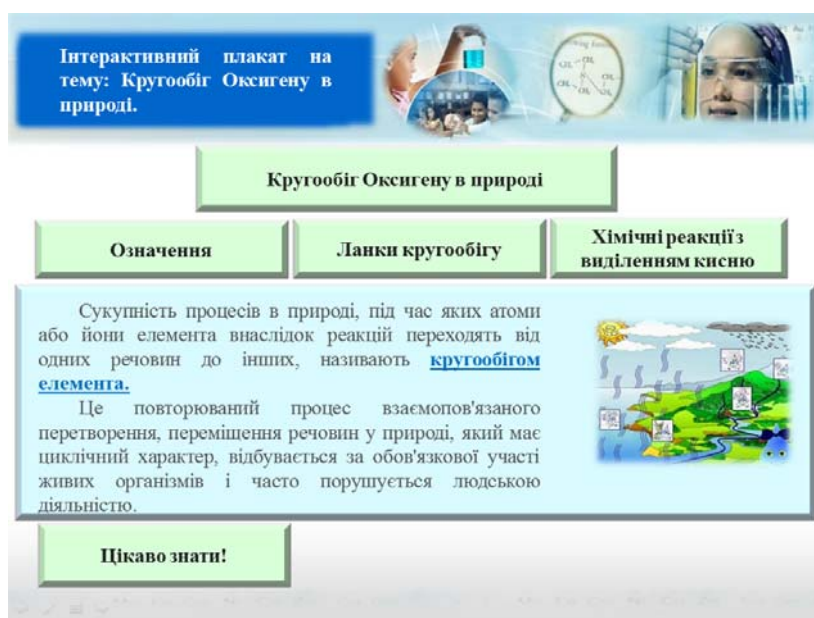 Інтерактивний плакат на
тему: Кругообіг Оксигену в
природі.
Кругообіг Оксигену в природі
Означення
Ланки кругообігу
Хімічні реакції з
виділенням кисню
Сукупність процесів в природі, під час яких атоми
або йони елемента внаслідок реакцій переходять від
одних речовин до інших, називають кругообігом
елемента.
Це повторюваний процес взаємопов'язаного
перетворення, переміщення речовин у природі, який має
циклічний характер, відбувається за обов'язкової участі
живих організмів і часто порушується людською
діяльністю.
Цікаво знати!